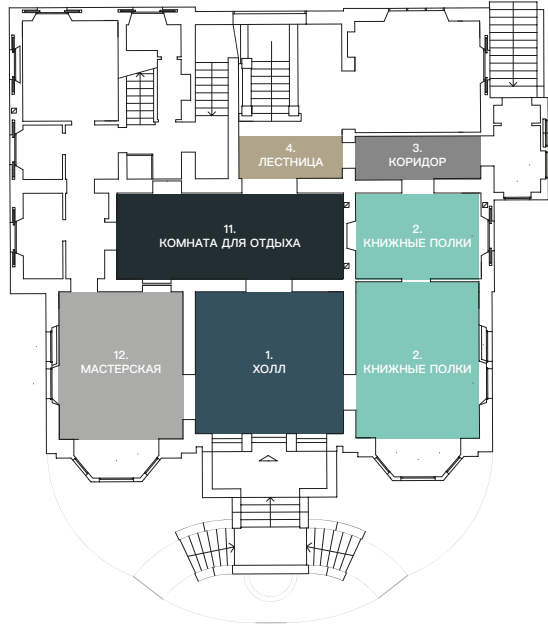 4.
ЛЕСТНИЦА
3.
КОРИДОР
11.
КОМНАТА ДЛЯ ОТДЫХА
2.
КНИЖНЫЕ ПОЛКИ
12.
МАСТЕРСКАЯ
1.
ХОЛЛ
2.
КНИЖНЫЕ ПОЛКИ